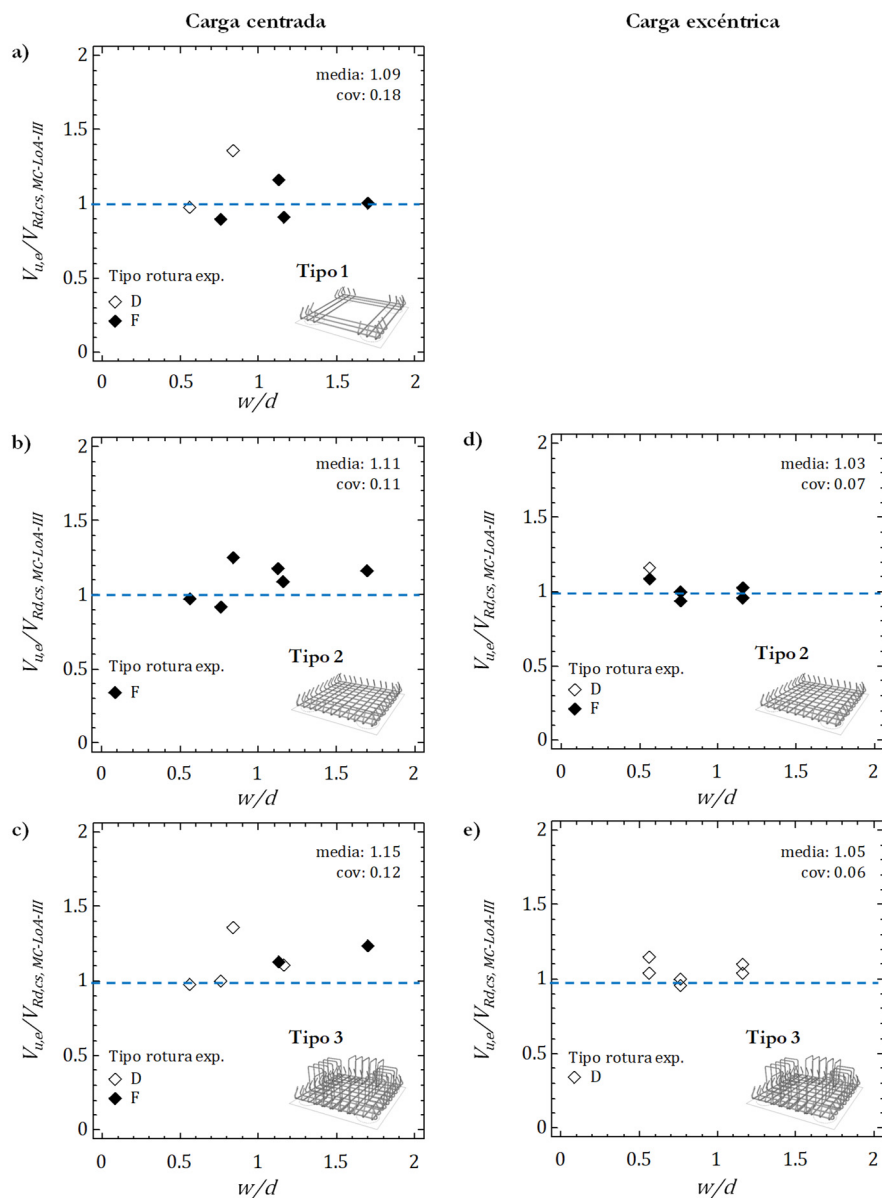 Carga centrada
Carga excéntrica
a)
media: 1.09
cov: 0.18
V_{u,e}/V_{Rd,cs, MC-LoA-III}
2
1.5
1
0.5
0
Tipo rotura exp.
D
F
Tipo 1
0
0.5
1
1.5
2
w/d
b)
media: 1.11
cov: 0.11
V_{u,e}/V_{Rd,cs, MC-LoA-III}
2
1.5
1
0.5
0
Tipo rotura exp.
F
Tipo 2
0
0.5
1
1.5
2
w/d
d)
media: 1.03
cov: 0.07
V_{u,e}/V_{Rd,cs, MC-LoA-III}
2
1.5
1
0.5
0
Tipo rotura exp.
D
F
Tipo 2
0
0.5
1
1.5
2
w/d
c)
media: 1.15
cov: 0.12
V_{u,e}/V_{Rd,cs, MC-LoA-III}
2
1.5
1
0.5
0
Tipo rotura exp.
D
F
Tipo 3
0
0.5
1
1.5
2
w/d
e)
media: 1.05
cov: 0.06
V_{u,e}/V_{Rd,cs, MC-LoA-III}
2
1.5
1
0.5
0
Tipo rotura exp.
D
Tipo 3
0
0.5
1
1.5
2
w/d